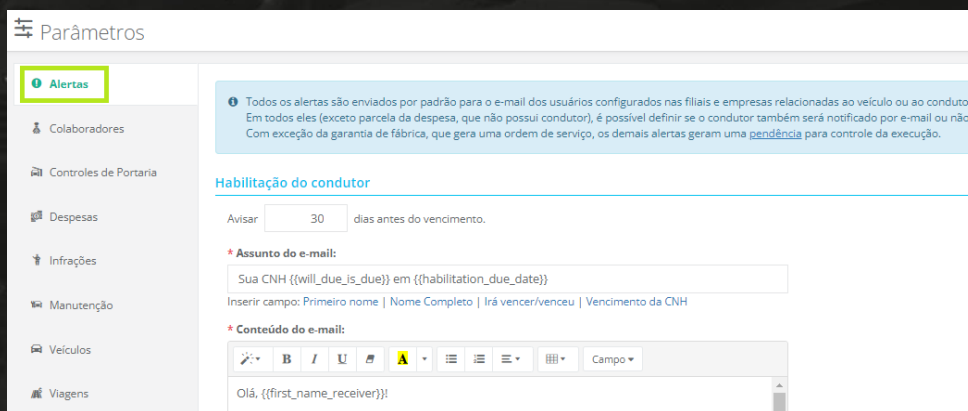 Parâmetros
Alertas
Colaboradores
Controles de Portaria
Despesas
Infrações
Manutenção
Veículos
Viagens
Todos os alertas são enviados por padrão para o e-mail dos usuários configurados nas filiais e empresas relacionadas ao veículo ou ao conduto
Em todos eles (exceto parcela da despesa, que não possui condutor), é possível definir se o condutor também será notificado por e-mail ou não
Com exceção da garantia de fábrica, que gera uma ordem de serviço, os demais alertas geram uma pendência para controle da execução.
Habilitação do condutor
Avisar 30 dias antes do vencimento.
* Assunto do e-mail:
Sua CNH {{will_due_is_due}} em {{habilitation_due_date}}
Inserir campo: Primeiro nome | Nome Completo | Irá vencer/venceu | Vencimento da CNH
* Conteúdo do e-mail:
B I U A Campo
Olá, {{first_name_receiver}}!